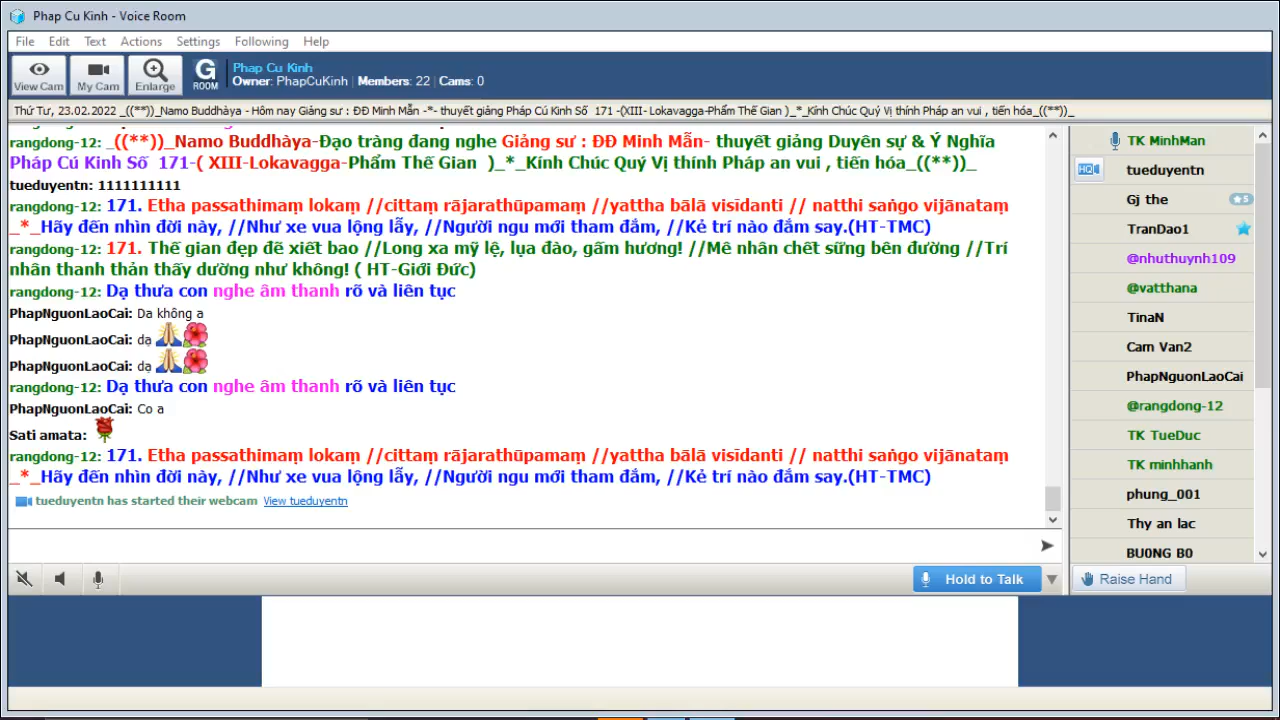 Phap Cu Kinh - Voice Room
File Edit Text Actions Settings Following Help
View Cam My Cam Enlarge G ROOM
Phap Cu Kinh
Owner: PhapCuKinh | Members: 22 | Cams: 0
Thứ Tư, 23.02.2022 _((**))_Namo Buddhàya - Hôm nay Giảng sư : ĐĐ Minh Mẫn -*- thuyết giảng Pháp Cú Kinh Số 171 -(XIII- Lokavagga-Phẩm Thế Gian )_*_Kính Chúc Quý Vị thính Pháp an vui , tiến hóa_((**))_
rangdong-12: _((**))_Namo Buddhàya-Đạo tràng đang nghe Giảng sư : ĐĐ Minh Mẫn- thuyết giảng Duyên sự & Ý Nghĩa
Pháp Cú Kinh Số 171-( XIII-Lokavagga-Phẩm Thế Gian )_*_Kính Chúc Quý Vị thính Pháp an vui , tiến hóa_((**))_
tueduyentn: 1111111111
rangdong-12: 171. Etha passathimaṃ lokaṃ //cittaṃ rājarathūpamaṃ //yattha bālā visīdanti // natthi saṅgo vijānataṃ
_*_Hãy đến nhìn đời này, //Như xe vua lộng lẫy, //Người ngu mới tham đắm, //Kẻ trí nào đắm say.(HT-TMC)
rangdong-12: 171. Thế gian đẹp đẽ xiết bao //Long xa mỹ lệ, lụa đào, gấm hương! //Mê nhân chết sững bên đường //Trí
nhân thanh thản thấy dường như không! ( HT-Giới Đức)
rangdong-12: Dạ thưa con nghe âm thanh rõ và liên tục
PhapNguonLaoCai: Da không a
PhapNguonLaoCai: dạ
PhapNguonLaoCai: dạ
rangdong-12: Dạ thưa con nghe âm thanh rõ và liên tục
PhapNguonLaoCai: Co a
Sati amata:
rangdong-12: 171. Etha passathimaṃ lokaṃ //cittaṃ rājarathūpamaṃ //yattha bālā visīdanti // natthi saṅgo vijānataṃ
_*_Hãy đến nhìn đời này, //Như xe vua lộng lẫy, //Người ngu mới tham đắm, //Kẻ trí nào đắm say.(HT-TMC)
tueduyentn has started their webcam View tueduyentn
Hold to Talk
TK MinhMan
HQ tueduyentn
Gj the ★5
TranDao1
@nhuthuynh109
@vatthana
TinaN
Cam Van2
PhapNguonLaoCai
@rangdong-12
TK TueDuc
TK minhhanh
phung_001
Thy an lac
BU0NG B0
Raise Hand